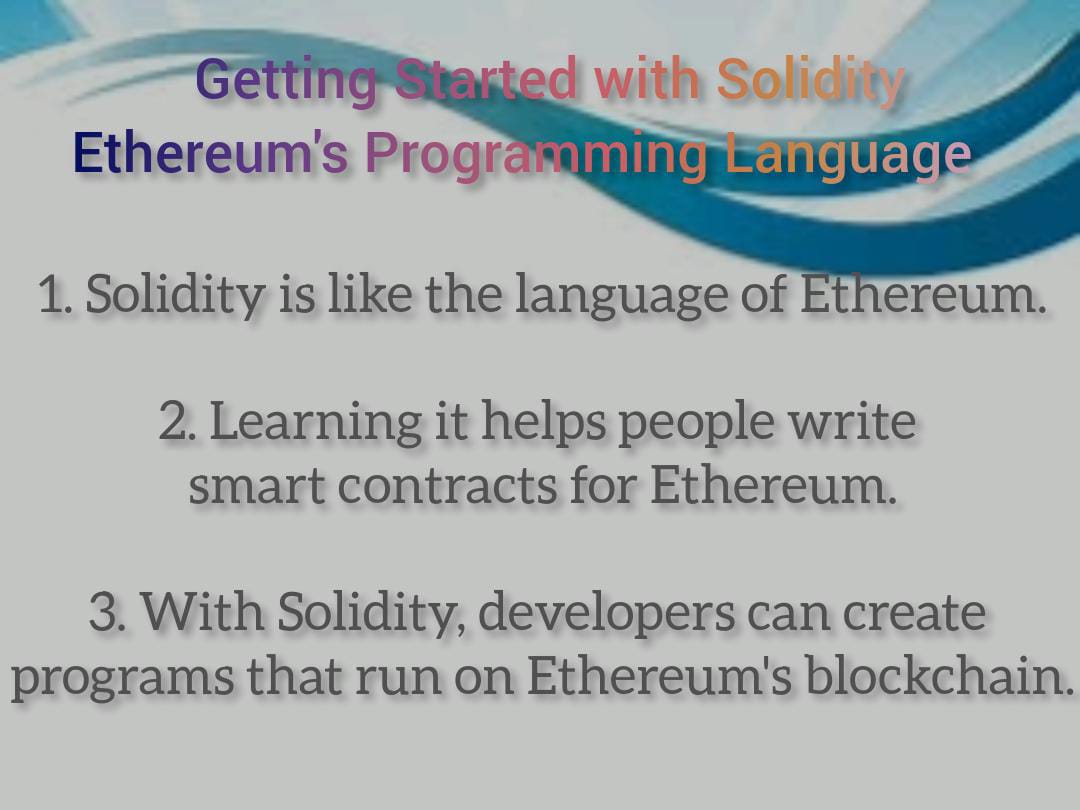 Getting Started with Solidity
Ethereum's Programming Language
1. Solidity is like the language of Ethereum.
2. Learning it helps people write
smart contracts for Ethereum.
3. With Solidity, developers can create
programs that run on Ethereum's blockchain.